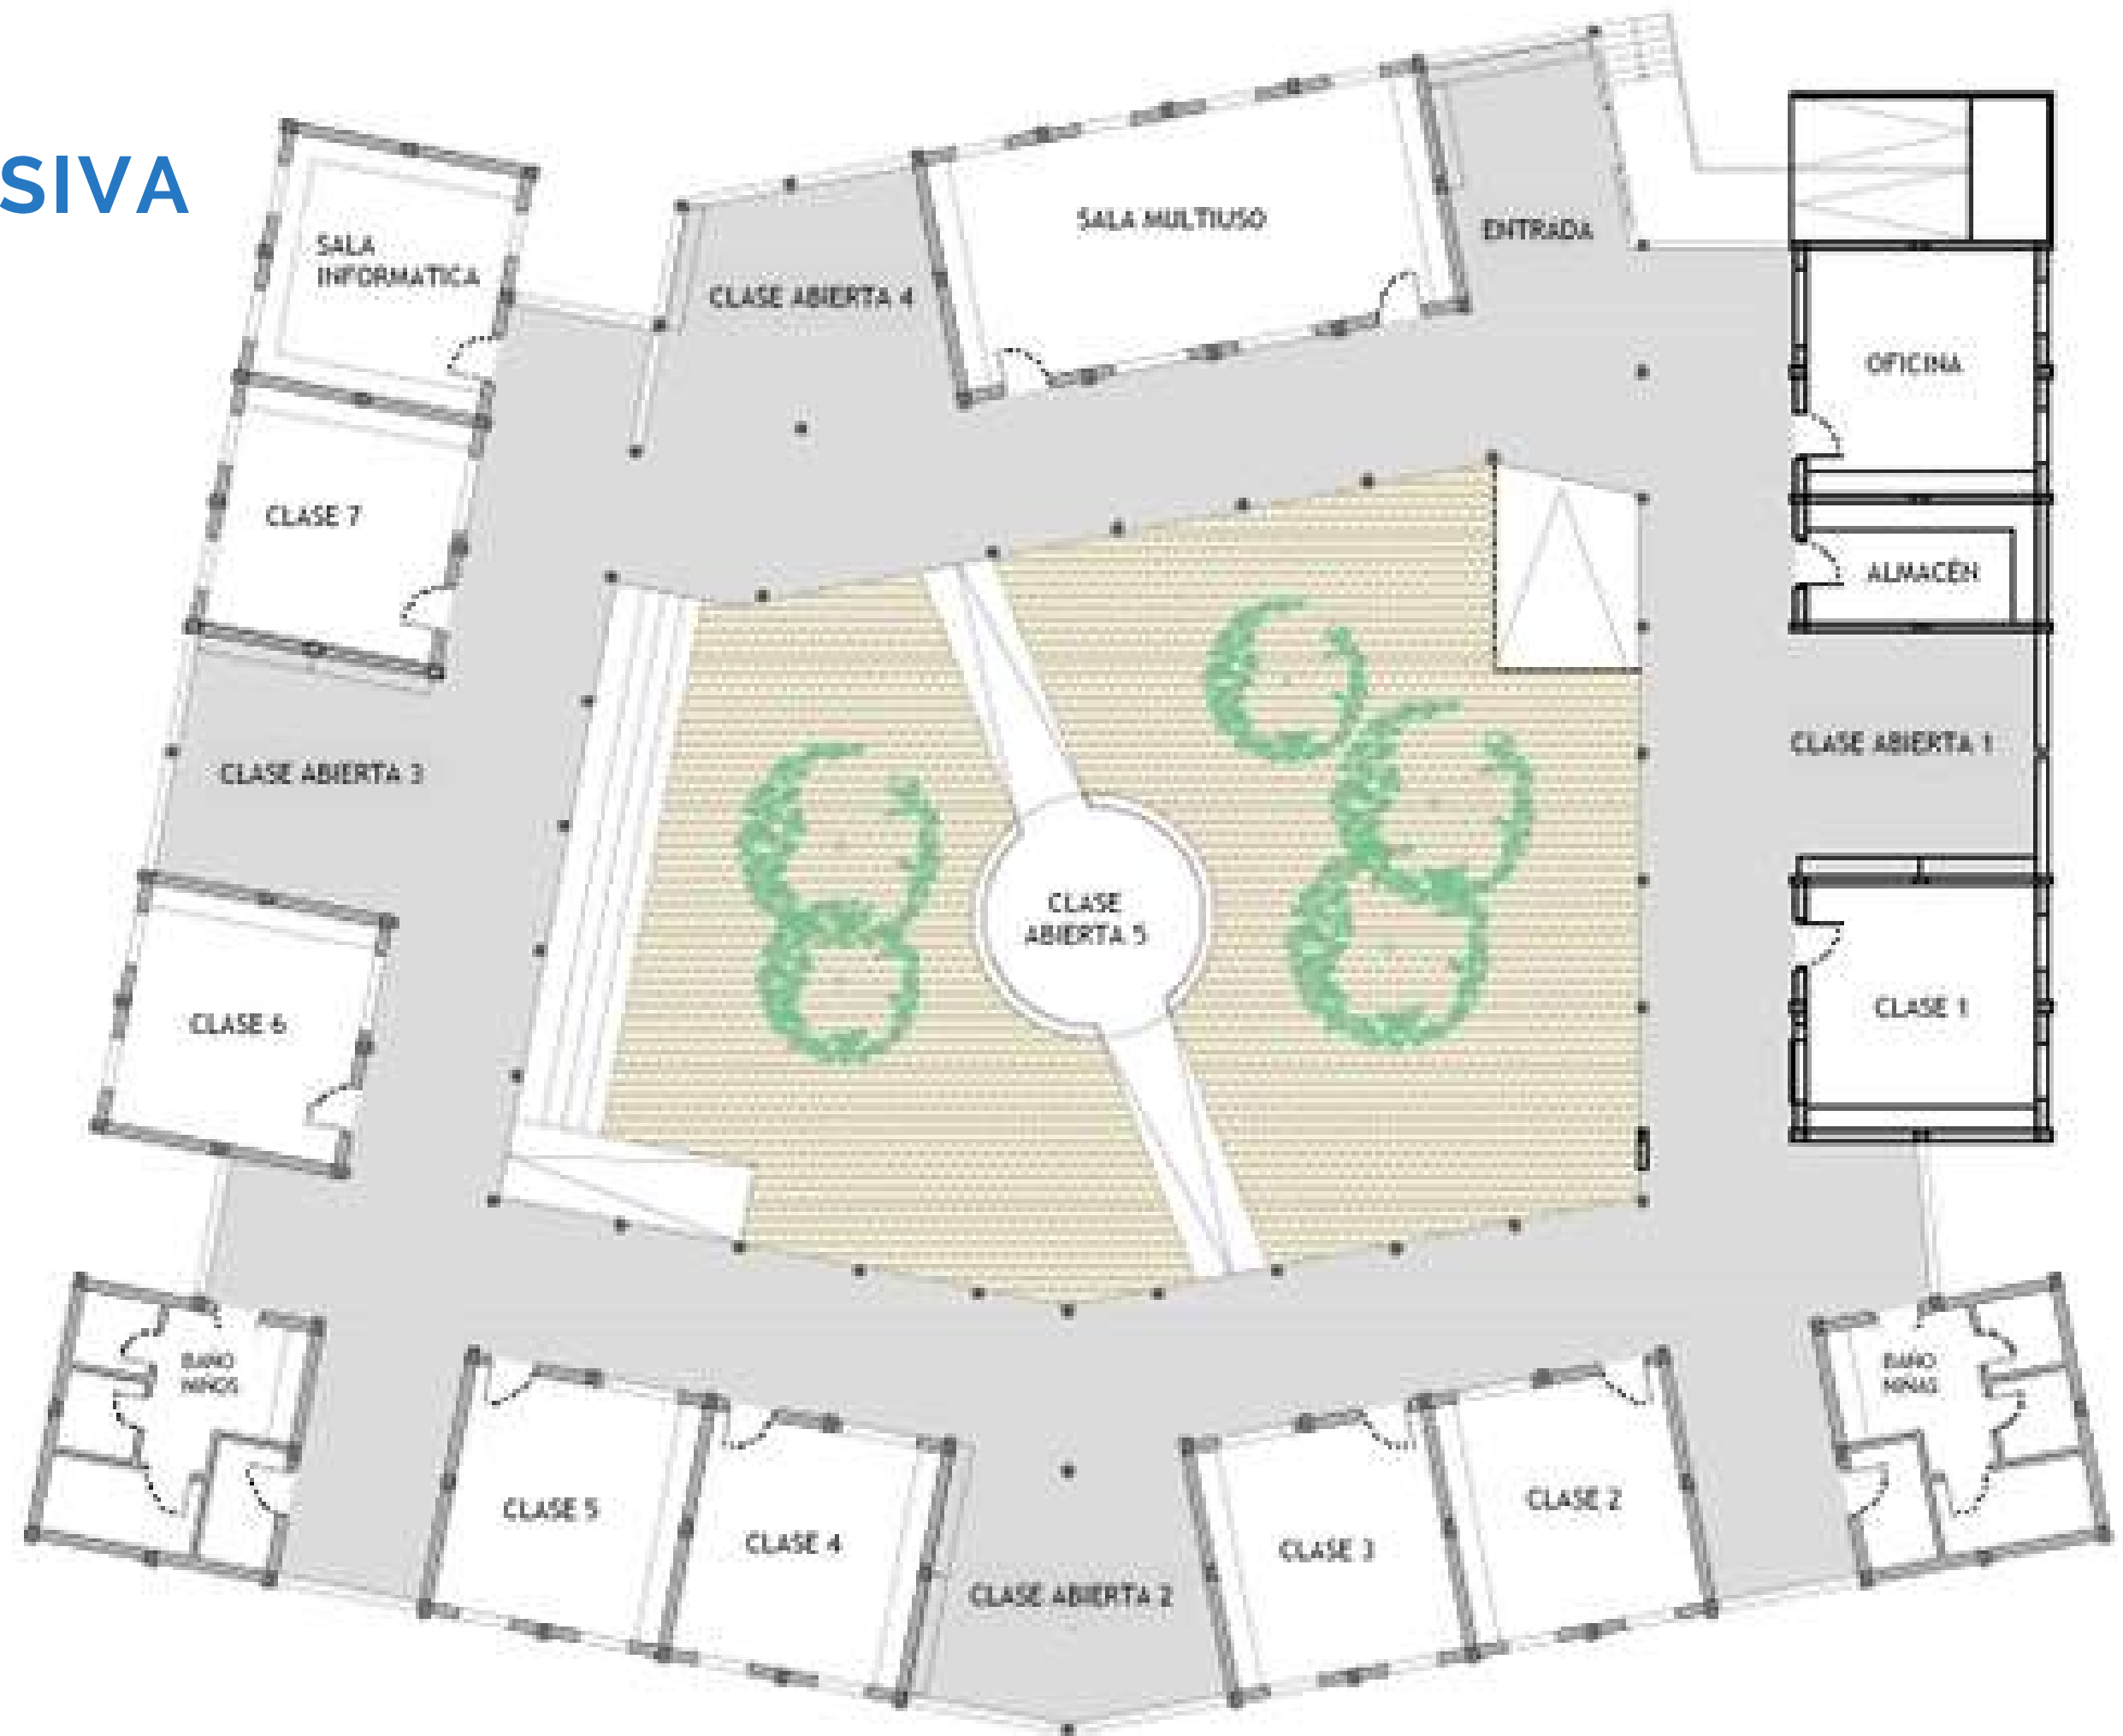 SIVA
SALA MULTIUSO
ENTRADA
SALA
INFORMATICA
CLASE ABIERTA 4
OFICINA
CLASE 7
ALMACÉN
CLASE ABIERTA 1
CLASE ABIERTA 3
CLASE
ABIERTA 5
CLASE 1
CLASE 6
BAÑO
NIÑOS
BAÑO
NIÑAS
CLASE 5
CLASE 2
CLASE 4
CLASE 3
CLASE ABIERTA 2